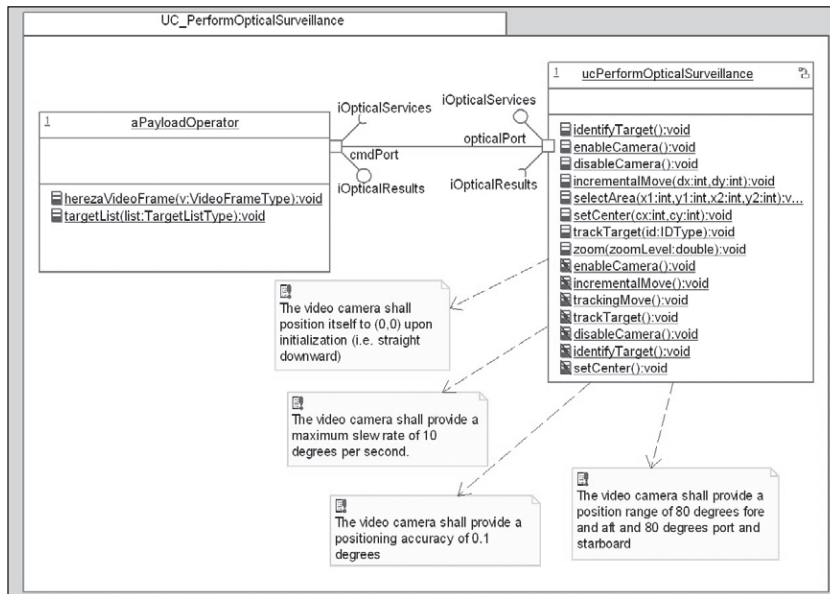 UC_PerformOpticalSurveillance
1
aPayloadOperator
herezaVideoFrame(v:VideoFrameType):void
targetList(list:TargetListType):void
iOpticalServices
cmdPort
iOpticalResults
iOpticalServices
opticalPort
iOpticalResults
1
ucPerformOpticalSurveillance
identifyTarget():void
enableCamera():void
disableCamera():void
incrementalMove(dx:int,dy:int):void
selectArea(x1:int,y1:int,x2:int,y2:int):v...
setCenter(cx:int,cy:int):void
trackTarget(id:IDType):void
zoom(zoomLevel:double):void
enableCamera():void
incrementalMove():void
trackingMove():void
trackTarget():void
disableCamera():void
identifyTarget():void
setCenter():void
The video camera shall
position itself to (0,0) upon
initialization (i.e. straight
downward)
The video camera shall provide a
maximum slew rate of 10
degrees per second.
The video camera shall provide a
positioning accuracy of 0.1
degrees
The video camera shall provide a
position range of 80 degrees fore
and aft and 80 degrees port and
starboard